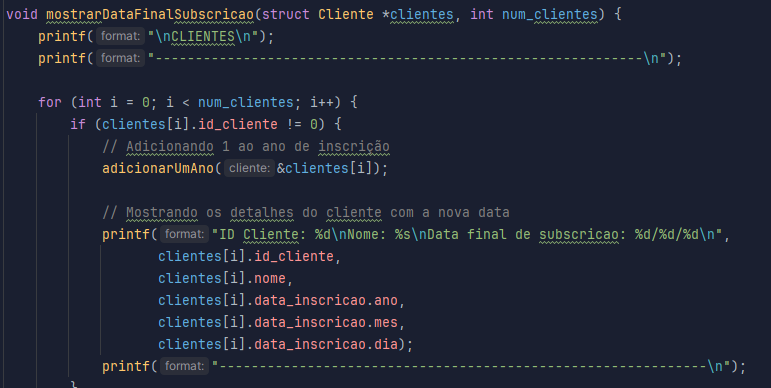 void mostrarDataFinalSubscricao(struct Cliente *clientes, int num_clientes) {
printf( format: "\nCLIENTES\n");
printf( format: "-------------------------------------------------------------\n");
for (int i = 0; i < num_clientes; i++) {
if (clientes[i].id_cliente != 0) {
// Adicionando 1 ao ano de inscrição
adicionarUmAno( cliente: &clientes[i]);
// Mostrando os detalhes do cliente com a nova data
printf( format: "ID Cliente: %d\nNome: %s\nData final de subscricao: %d/%d/%d\n",
clientes[i].id_cliente,
clientes[i].nome,
clientes[i].data_inscricao.ano,
clientes[i].data_inscricao.mes,
clientes[i].data_inscricao.dia);
printf( format: "-------------------------------------------------------------\n");
}